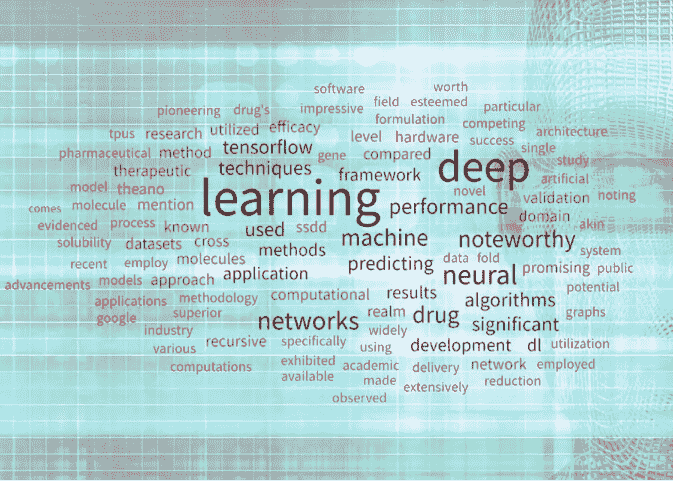 software worth
pioneering drug's impressive field esteemed particular
formulation competing
tpus research utilized efficacy level hardware success architecture
pharmaceutical method tensorflow gene compared single study
therapeutic techniques framework deep artificial
model theano learning novel validation noting
comes molecule mention performance domain
evidenced process known used ssdd machine noteworthy akin
solubility datasets cross methods system
recent employ molecules predicting data fold promising public
advancements models approach application neural potential
applications methodology computational results algorithms
google superior networks realm drug significant graphs
industry widely
various recursive specifically using development dl utilization
computations exhibited academic delivery network employed
available made extensively reduction
observed